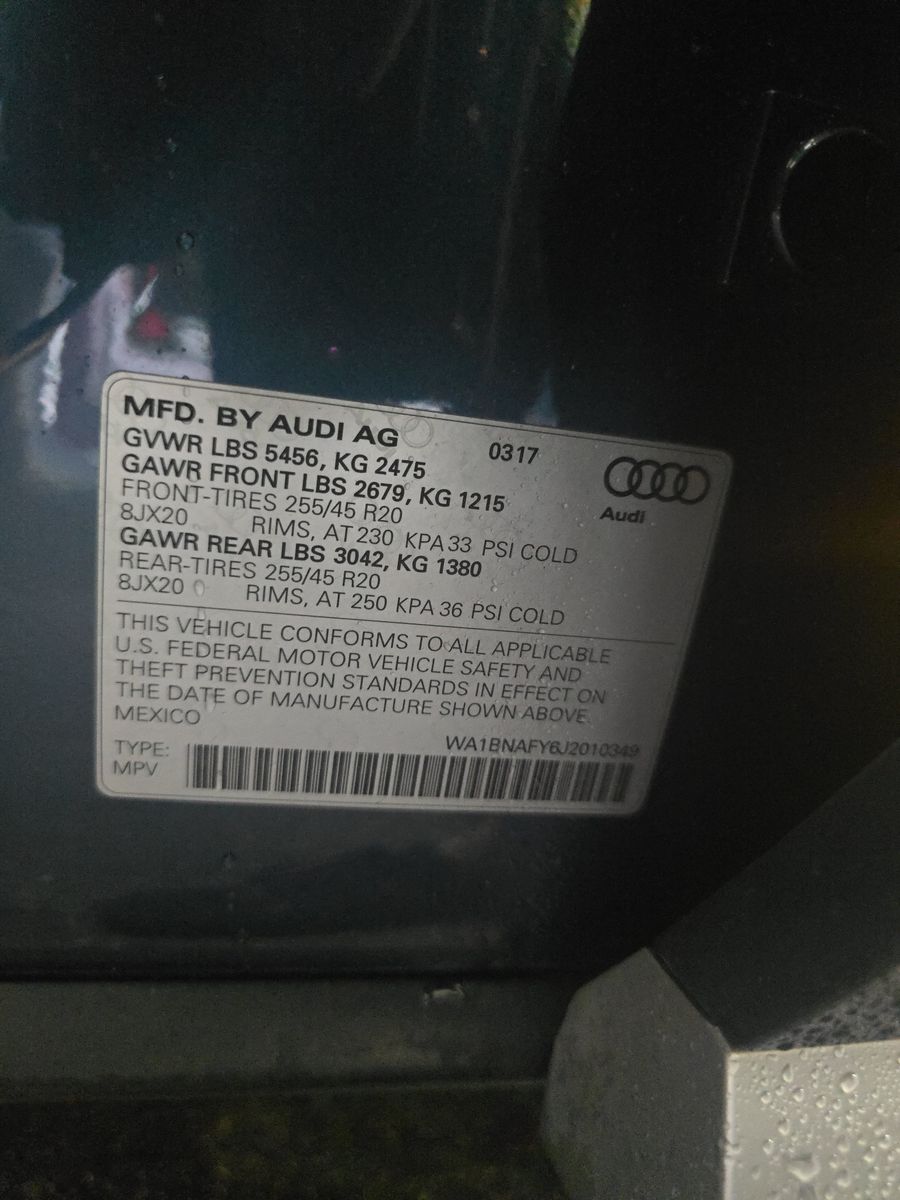 MFD. BY AUDI AG 0317
GVWR LBS 5456, KG 2475
GAWR FRONT LBS 2679, KG 1215
FRONT-TIRES 255/45 R20
8JX20 RIMS, AT 230 KPA 33 PSI COLD
GAWR REAR LBS 3042, KG 1380
REAR-TIRES 255/45 R20
8JX20 RIMS, AT 250 KPA 36 PSI COLD
Audi
THIS VEHICLE CONFORMS TO ALL APPLICABLE
U.S. FEDERAL MOTOR VEHICLE SAFETY AND
THEFT PREVENTION STANDARDS IN EFFECT ON
THE DATE OF MANUFACTURE SHOWN ABOVE.
MEXICO
WA1BNAFY6J2010349
TYPE:
MPV